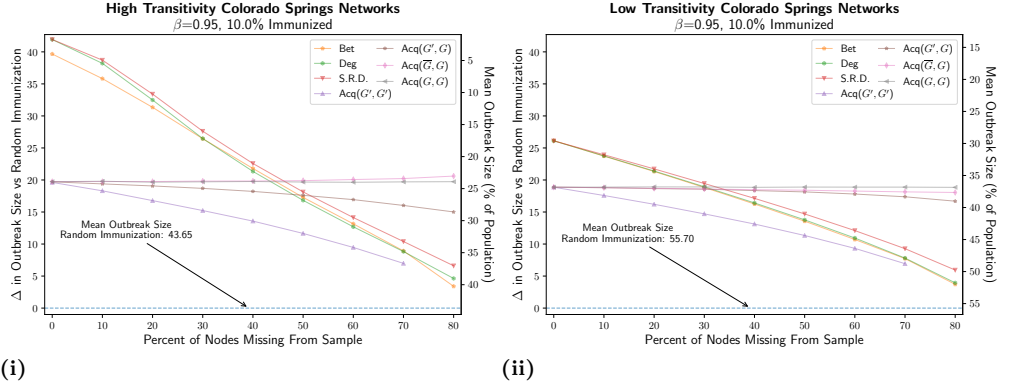 High Transitivity Colorado Springs Networks
β=0.95, 10.0% Immunized
Δ in Outbreak Size vs Random Immunization
40
35
30
25
20
15
10
5
0
Bet
Deg
S.R.D.
Acq(G′, G′)
Acq(G′, G)
Acq(G̅, G)
Acq(G, G)
Mean Outbreak Size
Random Immunization: 43.65
5
10
15
20
25
30
35
40
Mean Outbreak Size (% of Population)
0 10 20 30 40 50 60 70 80
Percent of Nodes Missing From Sample
(i)
Low Transitivity Colorado Springs Networks
β=0.95, 10.0% Immunized
Δ in Outbreak Size vs Random Immunization
40
35
30
25
20
15
10
5
0
Bet
Deg
S.R.D.
Acq(G′, G′)
Acq(G′, G)
Acq(G̅, G)
Acq(G, G)
Mean Outbreak Size
Random Immunization: 55.70
15
20
25
30
35
40
45
50
55
Mean Outbreak Size (% of Population)
0 10 20 30 40 50 60 70 80
Percent of Nodes Missing From Sample
(ii)